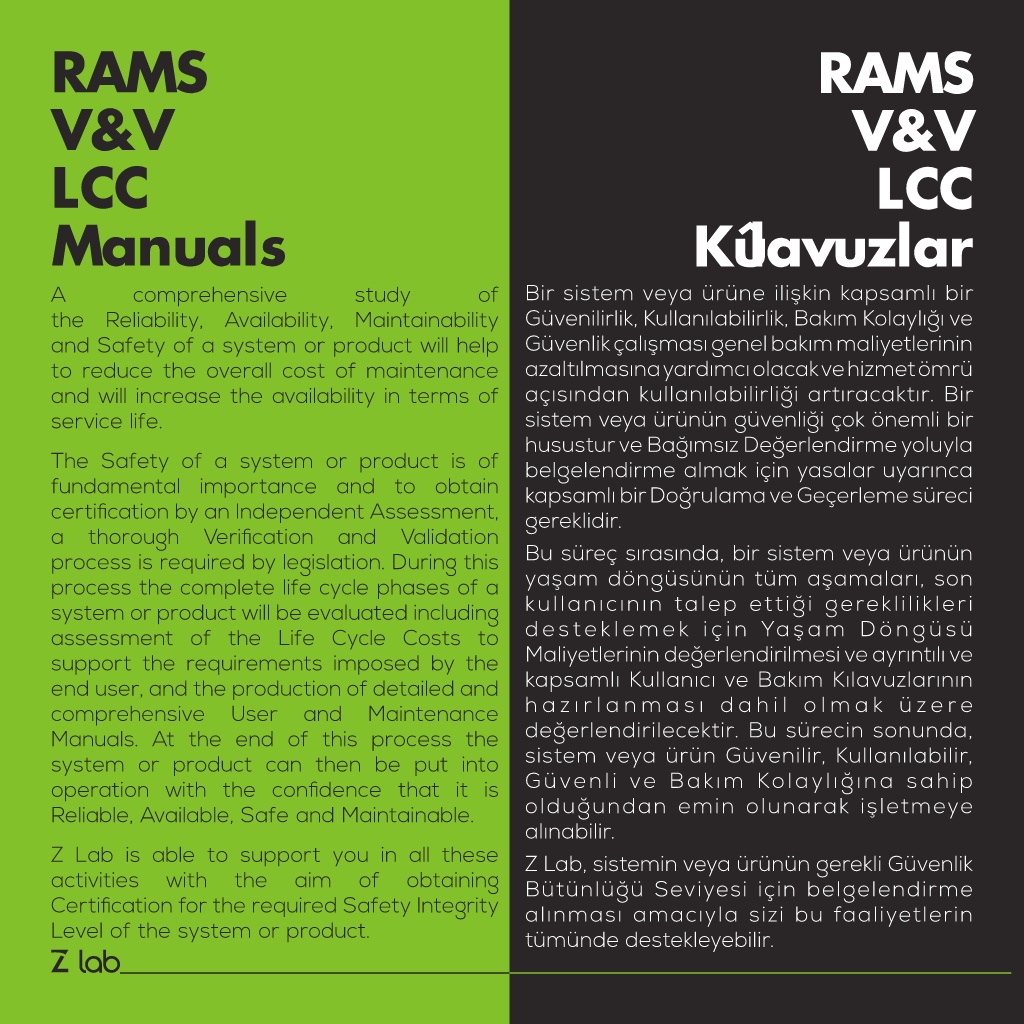 RAMS
V&V
LCC
Manuals
A comprehensive study of
the Reliability, Availability, Maintainability
and Safety of a system or product will help
to reduce the overall cost of maintenance
and will increase the availability in terms of
service life.
The Safety of a system or product is of
fundamental importance and to obtain
certification by an Independent Assessment,
a thorough Verification and Validation
process is required by legislation. During this
process the complete life cycle phases of a
system or product will be evaluated including
assessment of the Life Cycle Costs to
support the requirements imposed by the
end user, and the production of detailed and
comprehensive User and Maintenance
Manuals. At the end of this process the
system or product can then be put into
operation with the confidence that it is
Reliable, Available, Safe and Maintainable.
Z Lab is able to support you in all these
activities with the aim of obtaining
Certification for the required Safety Integrity
Level of the system or product.
Z lab
RAMS
V&V
LCC
Kılavuzlar
Bir sistem veya ürüne ilişkin kapsamlı bir
Güvenilirlik, Kullanılabilirlik, Bakım Kolaylığı ve
Güvenlik çalışması genel bakım maliyetlerinin
azaltılmasına yardımcı olacak ve hizmet ömrü
açısından kullanılabilirliği artıracaktır. Bir
sistem veya ürünün güvenliği çok önemli bir
husustur ve Bağımsız Değerlendirme yoluyla
belgelendirme almak için yasalar uyarınca
kapsamlı bir Doğrulama ve Geçerleme süreci
gereklidir.
Bu süreç sırasında, bir sistem veya ürünün
yaşam döngüsünün tüm aşamaları, son
kullanıcının talep ettiği gereklilikleri
desteklemek için Yaşam Döngüsü
Maliyetlerinin değerlendirilmesi ve ayrıntılı ve
kapsamlı Kullanıcı ve Bakım Kılavuzlarının
hazırlanması dahil olmak üzere
değerlendirilecektir. Bu sürecin sonunda,
sistem veya ürün Güvenilir, Kullanılabilir,
Güvenli ve Bakım Kolaylığına sahip
olduğundan emin olunarak işletmeye
alınabilir.
Z Lab, sistemin veya ürünün gerekli Güvenlik
Bütünlüğü Seviyesi için belgelendirme
alınması amacıyla sizi bu faaliyetlerin
tümünde destekleyebilir.